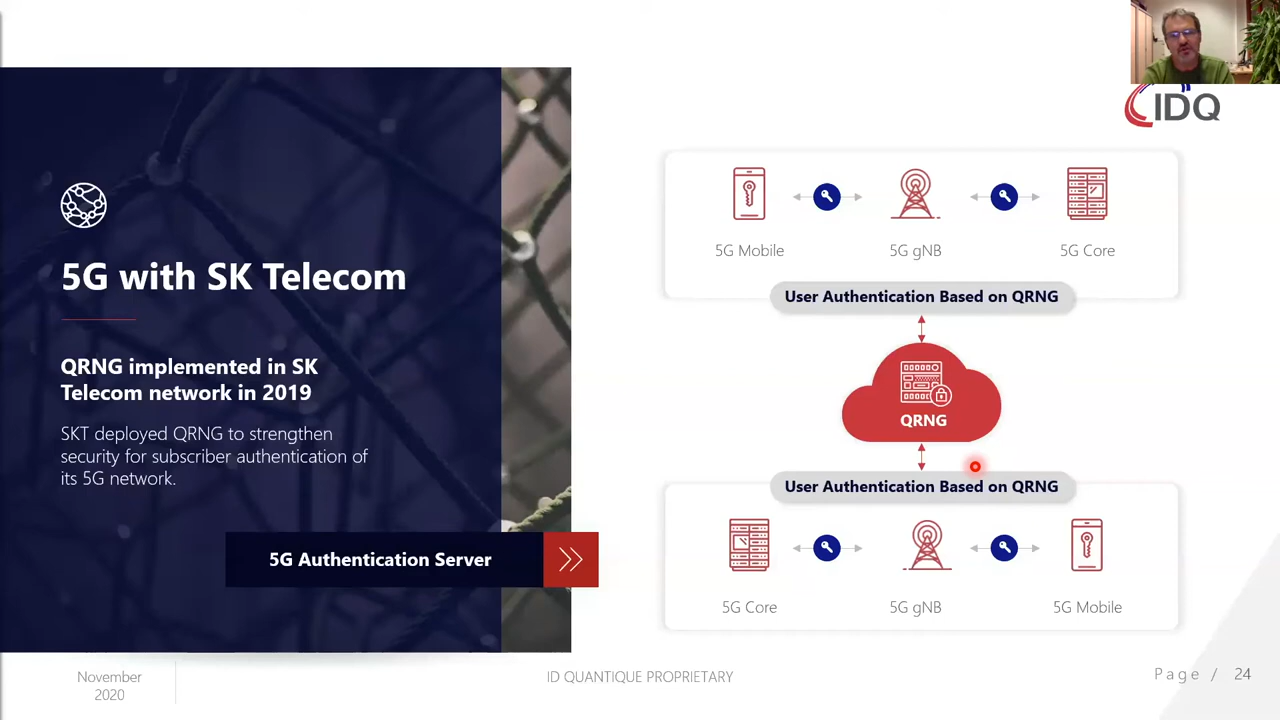 IDQ
5G with SK Telecom
QRNG implemented in SK
Telecom network in 2019
SKT deployed QRNG to strengthen
security for subscriber authentication of
its 5G network.
5G Authentication Server
5G Mobile
5G gNB
5G Core
User Authentication Based on QRNG
QRNG
User Authentication Based on QRNG
5G Core
5G gNB
5G Mobile
November
2020
ID QUANTIQUE PROPRIETARY
Page / 24